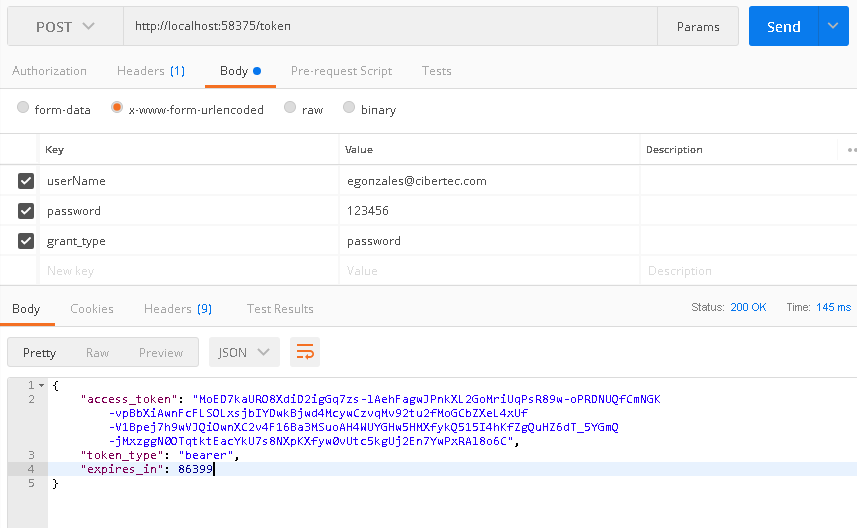 POST http://localhost:58375/token Params Send
Authorization Headers (1) Body Pre-request Script Tests
form-data x-www-form-urlencoded raw binary
Key Value Description
userName egonzales@cibertec.com
password 123456
grant_type password
New key Value Description
Body Cookies Headers (9) Test Results Status: 200 OK Time: 145 ms
Pretty Raw Preview JSON
1 {
2 "access_token": "MoED7kaURO8XdiD2igGq7zs-lAehFagwJPnkXL2GoMriUqPsR89w-oPRDNUQfCmNGK
-vpBbXiAwnFcFLSOLxsjbIYDwkBjwd4McywCzvqMv92tu2fMoGCbZXeL4xUf
-V1Bpej7h9wVJQiOwnXC2v4F16Ba3MSuoAH4WUYGHw5HMXfykQ515I4hKfZgQuHZ6dT_5YGmQ
-jMxzggN0OTqtktEacYkU7s8NXpKXfyw0vUtc5kgUj2En7YwPxRAl8o6C",
3 "token_type": "bearer",
4 "expires_in": 86399
5 }